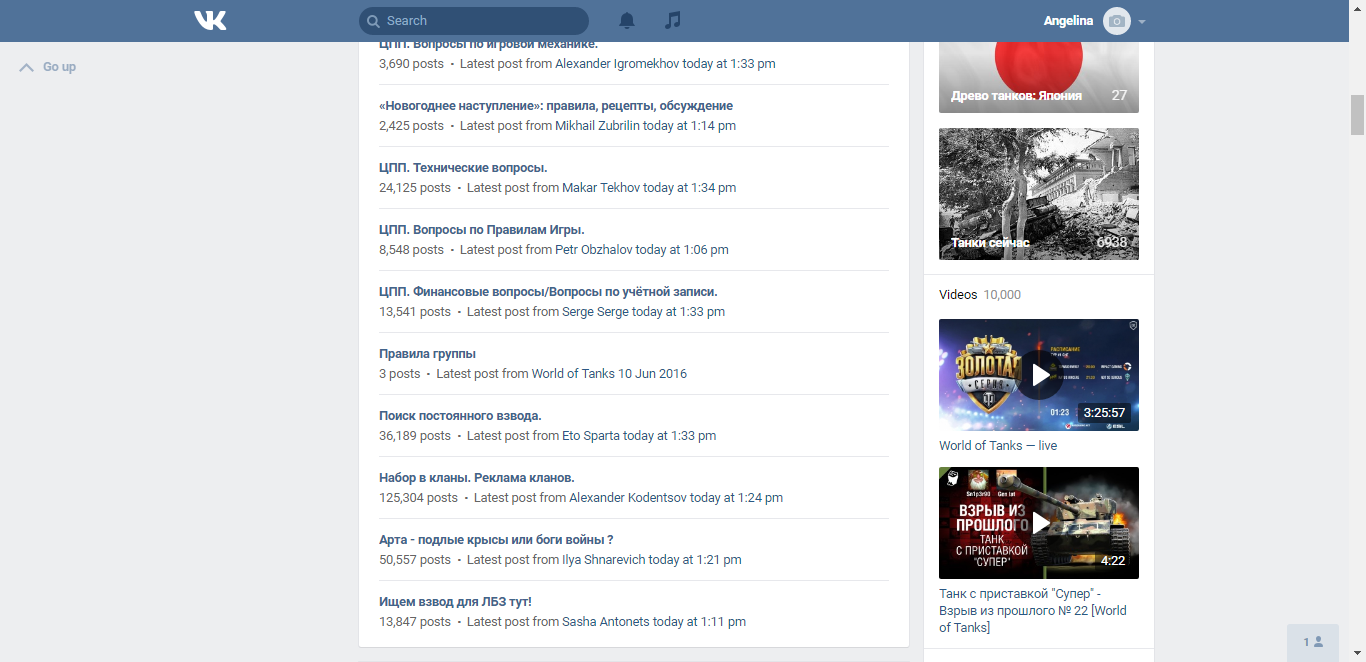 Search
Angelina
Go up
ЦПП. Вопросы по игровой механике.
3,690 posts • Latest post from Alexander Igromekhov today at 1:33 pm
«Новогоднее наступление»: правила, рецепты, обсуждение
2,425 posts • Latest post from Mikhail Zubrilin today at 1:14 pm
ЦПП. Технические вопросы.
24,125 posts • Latest post from Makar Tekhov today at 1:34 pm
ЦПП. Вопросы по Правилам Игры.
8,548 posts • Latest post from Petr Obzhalov today at 1:06 pm
ЦПП. Финансовые вопросы/Вопросы по учётной записи.
13,541 posts • Latest post from Serge Serge today at 1:33 pm
Правила группы
3 posts • Latest post from World of Tanks 10 Jun 2016
Поиск постоянного взвода.
36,189 posts • Latest post from Eto Sparta today at 1:33 pm
Набор в кланы. Реклама кланов.
125,304 posts • Latest post from Alexander Kodentsov today at 1:24 pm
Арта - подлые крысы или боги войны ?
50,557 posts • Latest post from Ilya Shnarevich today at 1:21 pm
Ищем взвод для ЛБЗ тут!
13,847 posts • Latest post from Sasha Antonets today at 1:11 pm
Древо танков: Япония 27
Танки сейчас 6938
Videos 10,000
ЗОЛОТАЯ
СЕРИЯ
РАСПИСАНИЕ
01:23
3:25:57
World of Tanks — live
Sn1p3r90 Gen lat
ВЗРЫВ ИЗ
ПРОШЛОГО
ТАНК
С ПРИСТАВКОЙ
"СУПЕР"
4:22
Танк с приставкой "Супер" -
Взрыв из прошлого № 22 [World
of Tanks]
1